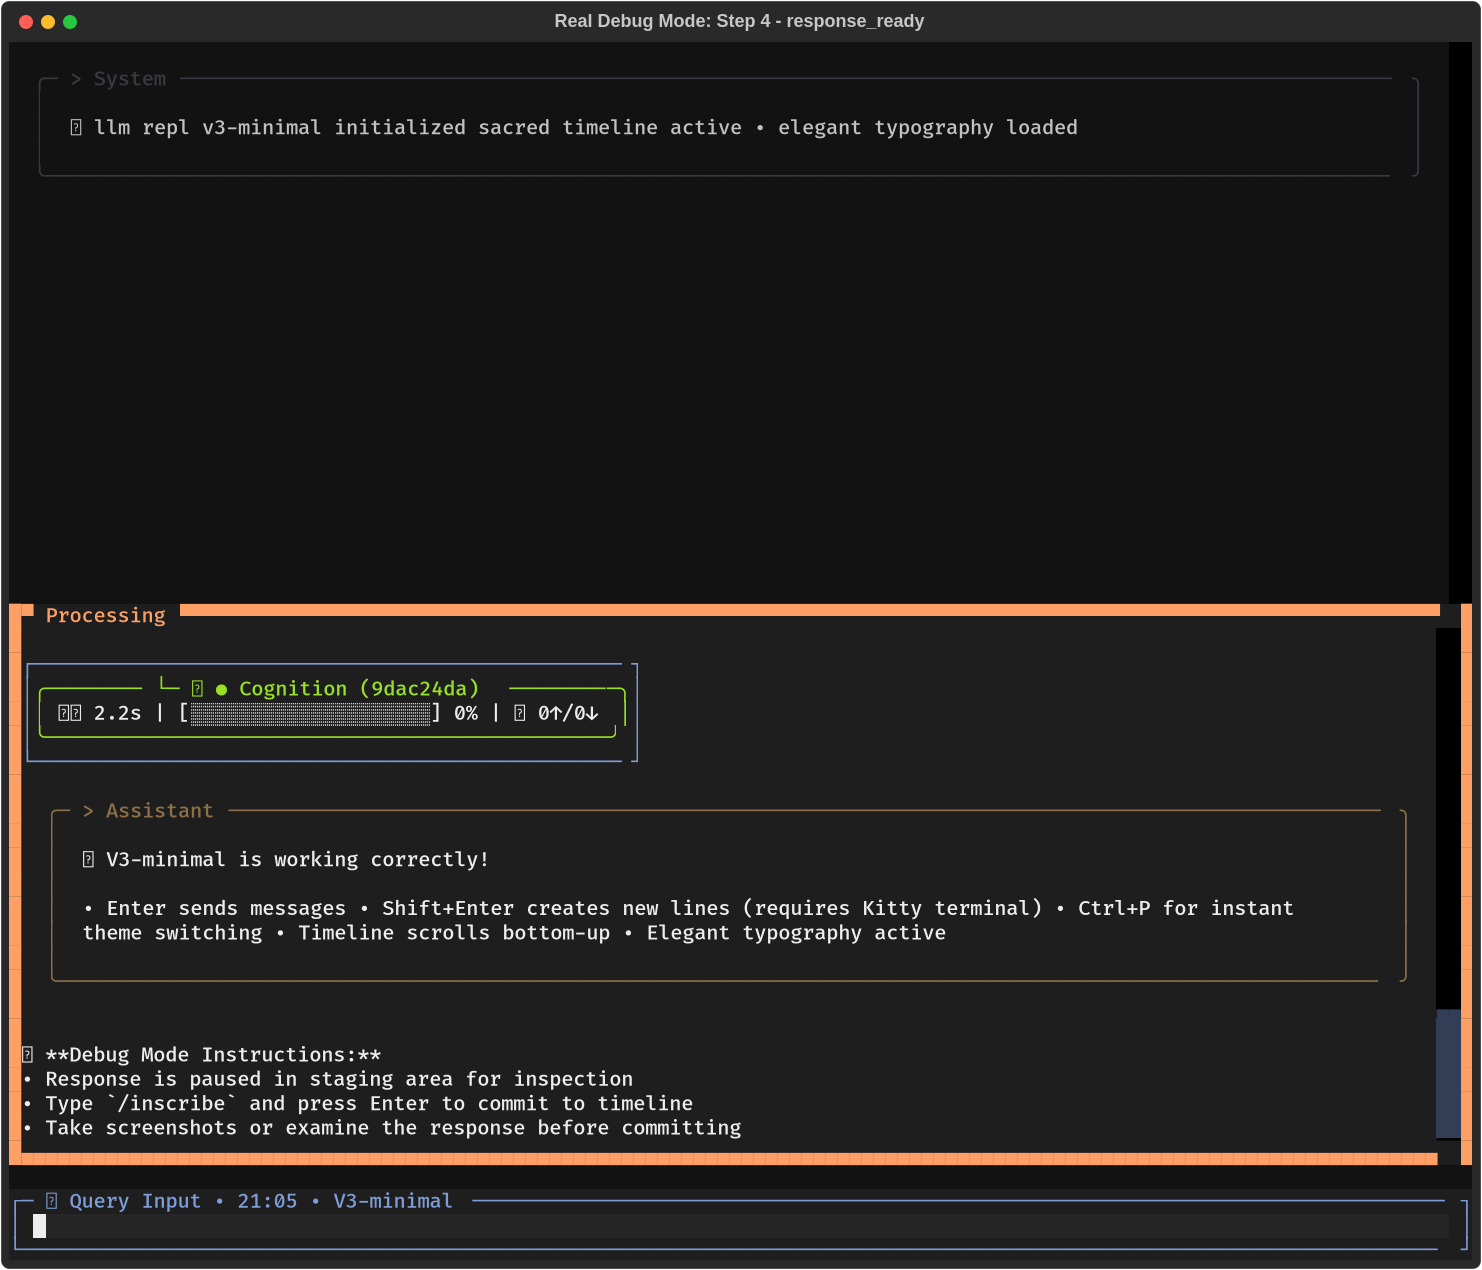 Real Debug Mode: Step 4 - response_ready
> System
llm repl v3-minimal initialized sacred timeline active • elegant typography loaded
Processing
● Cognition (9dac24da)
2.2s | [░░░░░░░░░░░░░░░░░░░░] 0% | 0↑/0↓
> Assistant
V3-minimal is working correctly!
• Enter sends messages • Shift+Enter creates new lines (requires Kitty terminal) • Ctrl+P for instant
theme switching • Timeline scrolls bottom-up • Elegant typography active
**Debug Mode Instructions:**
• Response is paused in staging area for inspection
• Type `/inscribe` and press Enter to commit to timeline
• Take screenshots or examine the response before committing
Query Input • 21:05 • V3-minimal